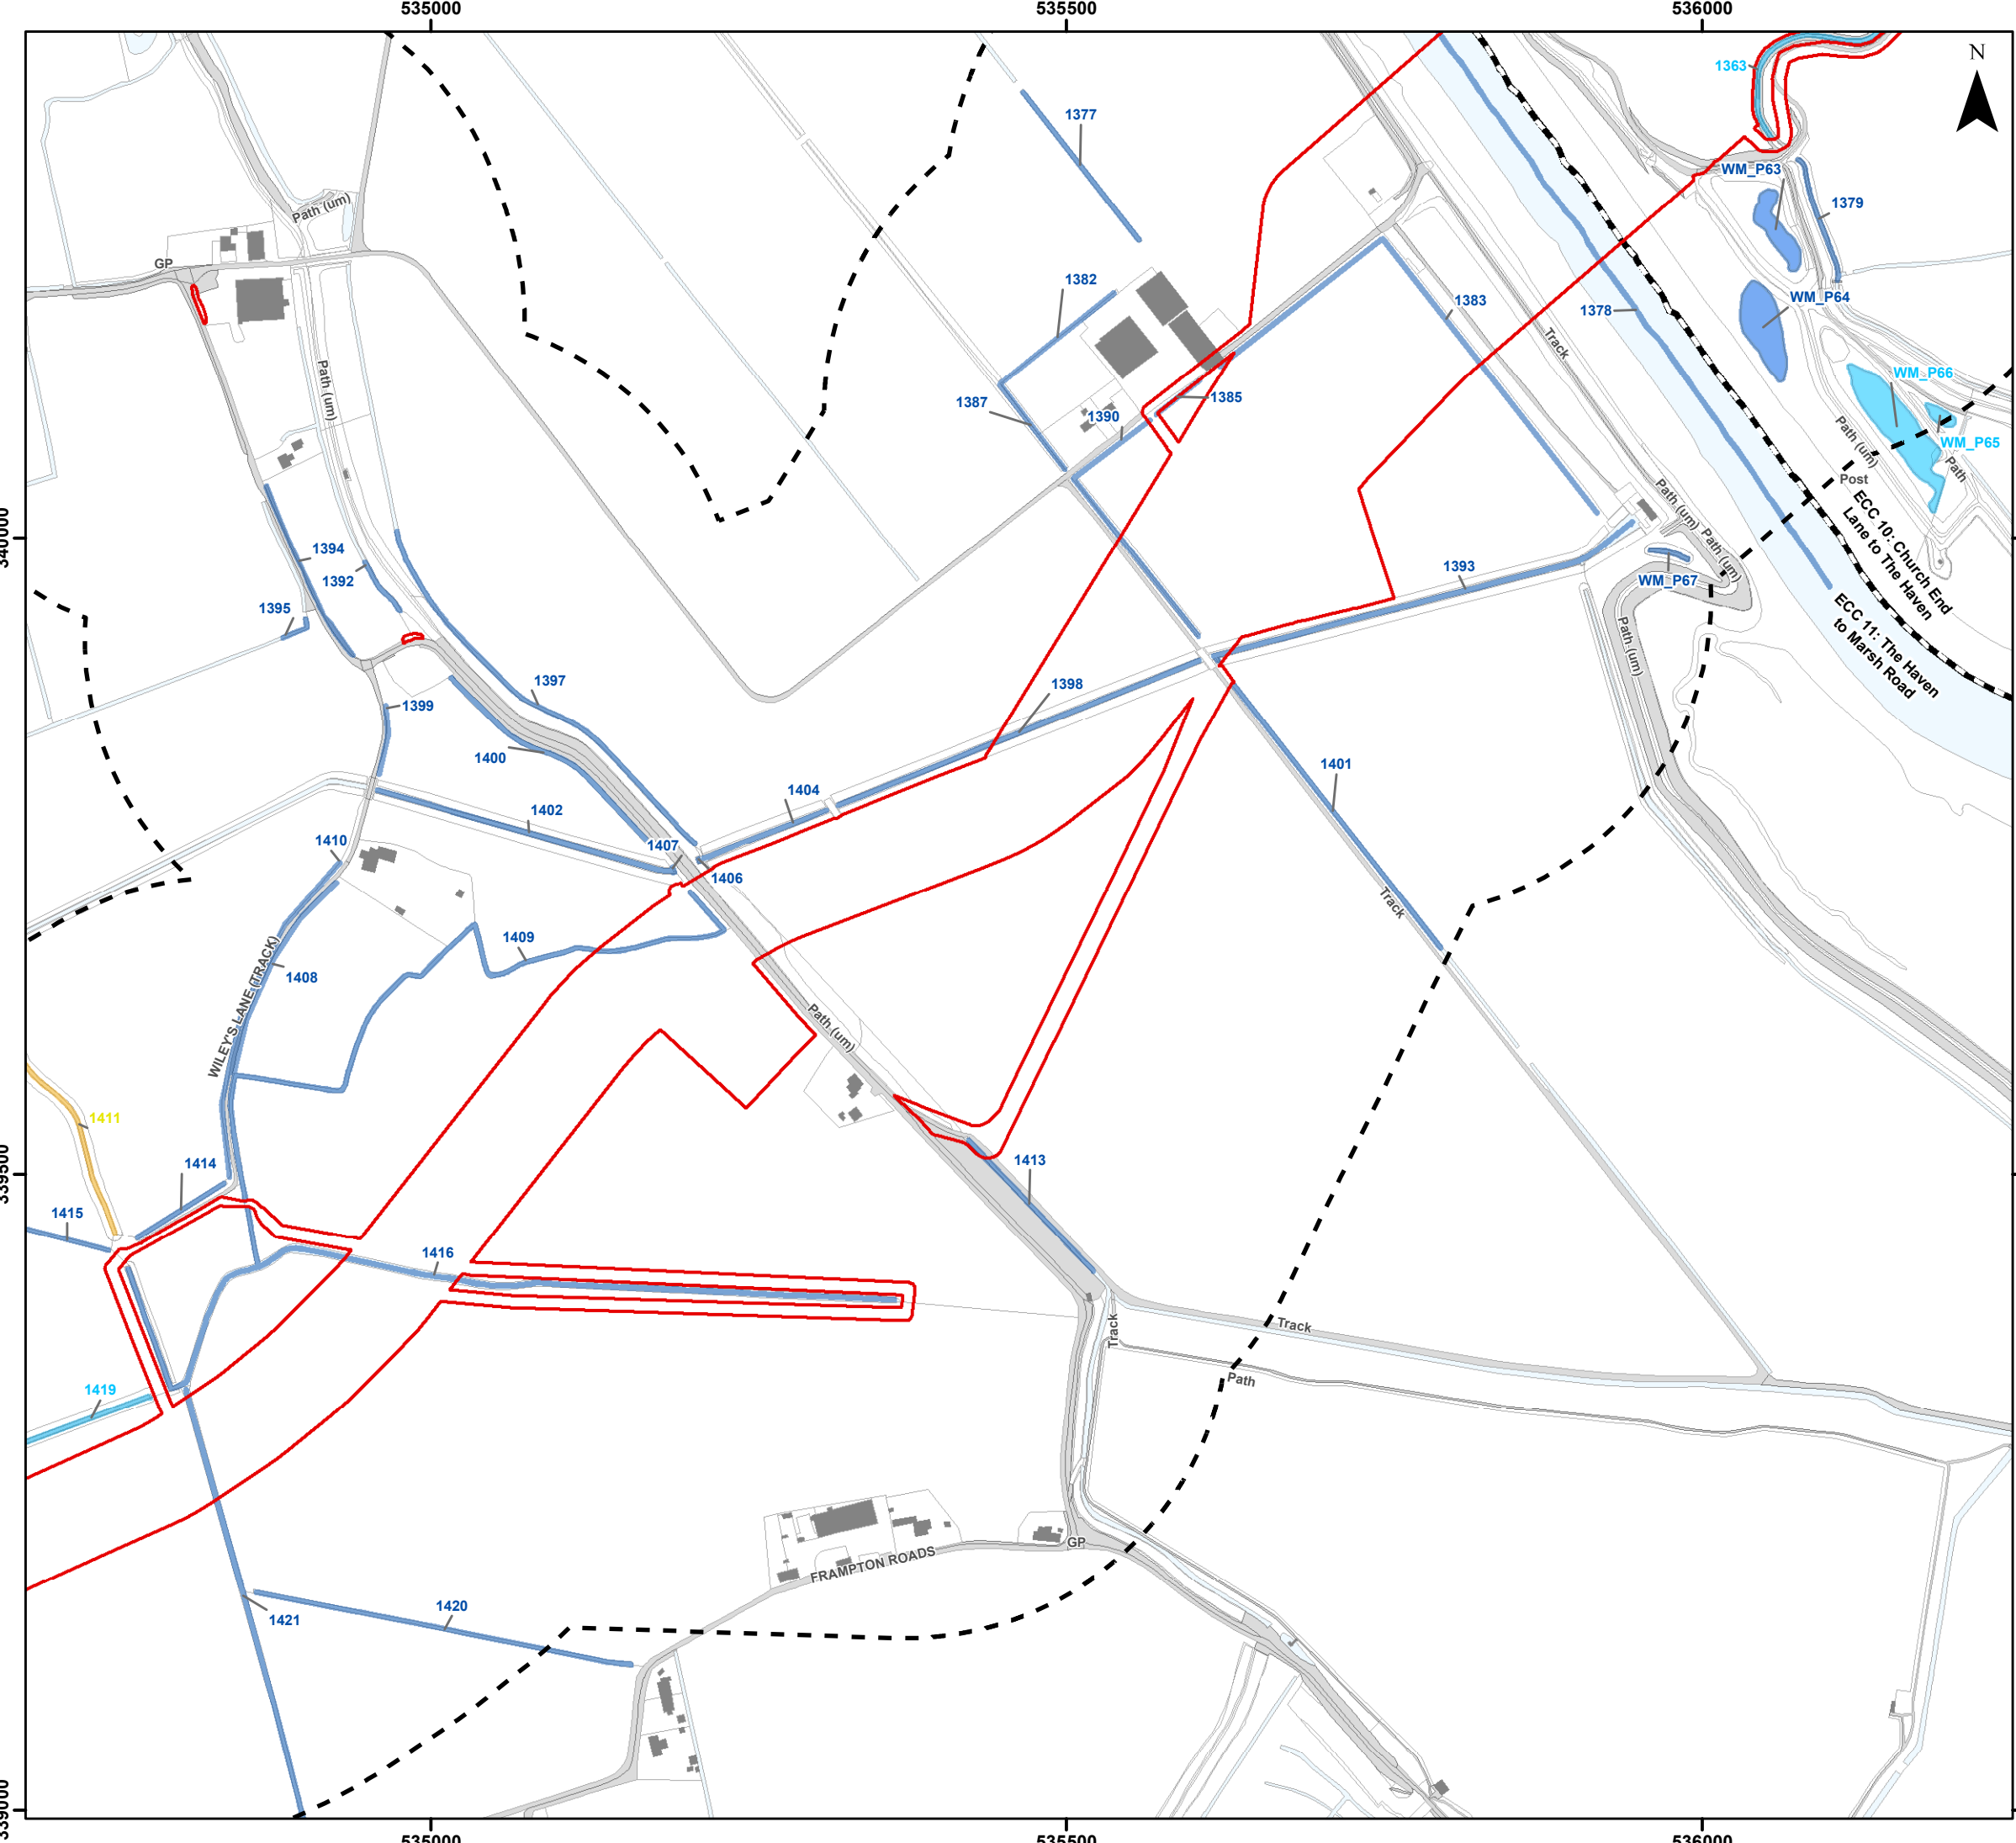 535000
535500
536000
N
1363
1377
WM_P63
1379
Path (um)
GP
1382
WM_P64
1383
1378
Track
Path (um)
WM_P66
1387
1385
1390
WM_P65
Path (um)
Path
Post
Path (um)
ECC 10: Church End
Lane to The Haven
340000
1394
Path (um)
1392
1393
WM_P67
1395
ECC 11: The Haven
to Marsh Road
Path (um)
1397
1398
1399
1400
1401
1404
1402
1410
1407
1406
Track
1409
WILEY'S LANE (TRACK)
1408
Path (um)
1411
339500
1414
1413
1415
1416
Track
Track
Path
1419
GP
FRAMPTON ROADS
1420
1421
339000
535000
535500
536000